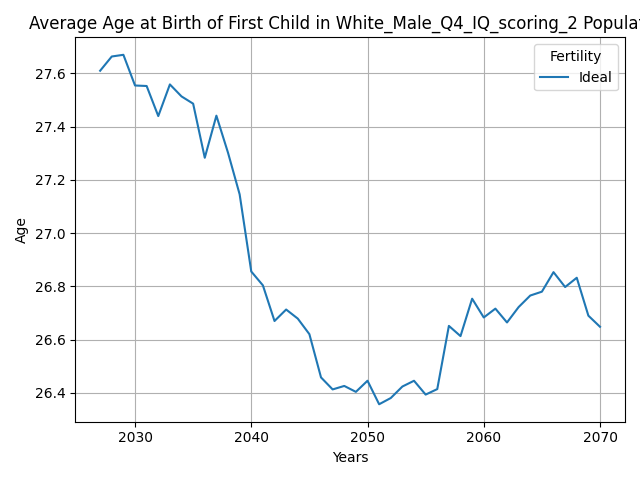 Average Age at Birth of First Child in White_Male_Q4_IQ_scoring_2 Populat
Fertility
Ideal
27.6
27.4
27.2
27.0
26.8
26.6
26.4
Age
2030 2040 2050 2060 2070
Years